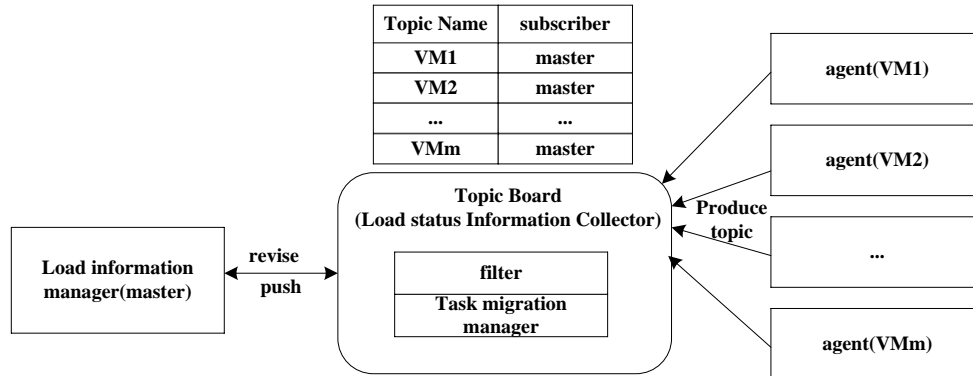 Topic Name subscriber
VM1 master
VM2 master
... ...
VMm master
Topic Board
(Load status Information Collector)
filter
Task migration
manager
Load information
manager(master)
revise
push
Produce
topic
agent(VM1)
agent(VM2)
...
agent(VMm)